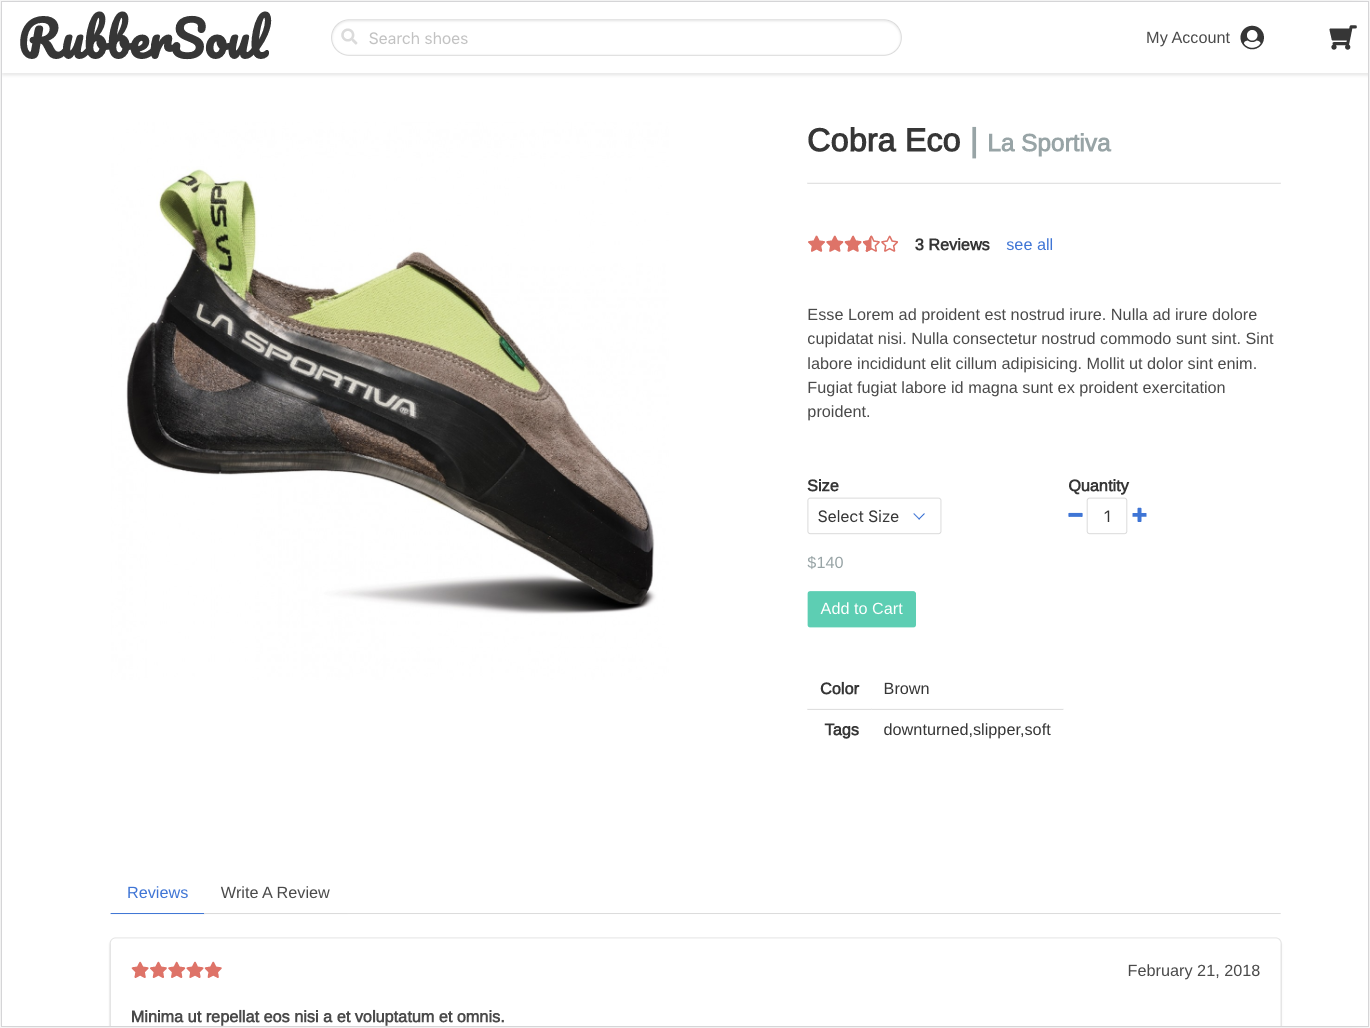 RubberSoul
Search shoes
My Account
Cobra Eco | La Sportiva
3 Reviews see all
Esse Lorem ad proident est nostrud irure. Nulla ad irure dolore
cupidatat nisi. Nulla consectetur nostrud commodo sunt sint. Sint
labore incididunt elit cillum adipisicing. Mollit ut dolor sint enim.
Fugiat fugiat labore id magna sunt ex proident exercitation
proident.
LA SP
LA SPORTIVA
Size
Quantity
Select Size
1
$140
Add to Cart
Color Brown
Tags downturned,slipper,soft
Reviews
Write A Review
February 21, 2018
Minima ut repellat eos nisi a et voluptatum et omnis.